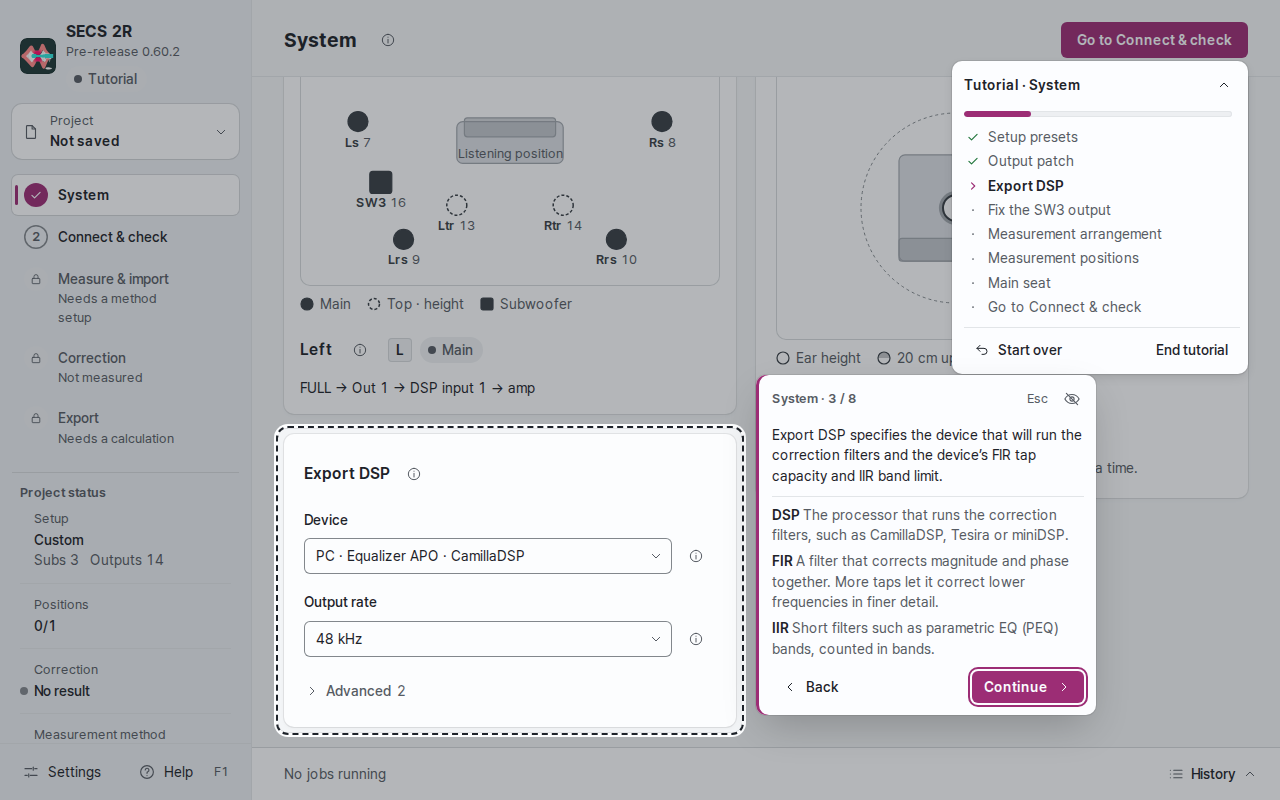 SECS 2R
Pre-release 0.60.2
Tutorial
Project
Not saved
System
2 Connect & check
Measure & import
Needs a method
setup
Correction
Not measured
Export
Needs a calculation
Project status
Setup
Custom
Subs 3 Outputs 14
Positions
0/1
Correction
No result
Measurement method
Settings
Help F1
System
Go to Connect & check
Ls 7
Listening position
Rs 8
SW3 16
Ltr 13
Rtr 14
Lrs 9
Rrs 10
Main
Top · height
Subwoofer
Left L Main
FULL → Out 1 → DSP input 1 → amp
Export DSP
Device
PC · Equalizer APO · CamillaDSP
Output rate
48 kHz
Advanced 2
Ear height
20 cm up
a time.
Tutorial · System
Setup presets
Output patch
Export DSP
Fix the SW3 output
Measurement arrangement
Measurement positions
Main seat
Go to Connect & check
Start over
End tutorial
System · 3 / 8
Esc
Export DSP specifies the device that will run the
correction filters and the device’s FIR tap
capacity and IIR band limit.
DSP The processor that runs the correction
filters, such as CamillaDSP, Tesira or miniDSP.
FIR A filter that corrects magnitude and phase
together. More taps let it correct lower
frequencies in finer detail.
IIR Short filters such as parametric EQ (PEQ)
bands, counted in bands.
Back
Continue
No jobs running
History